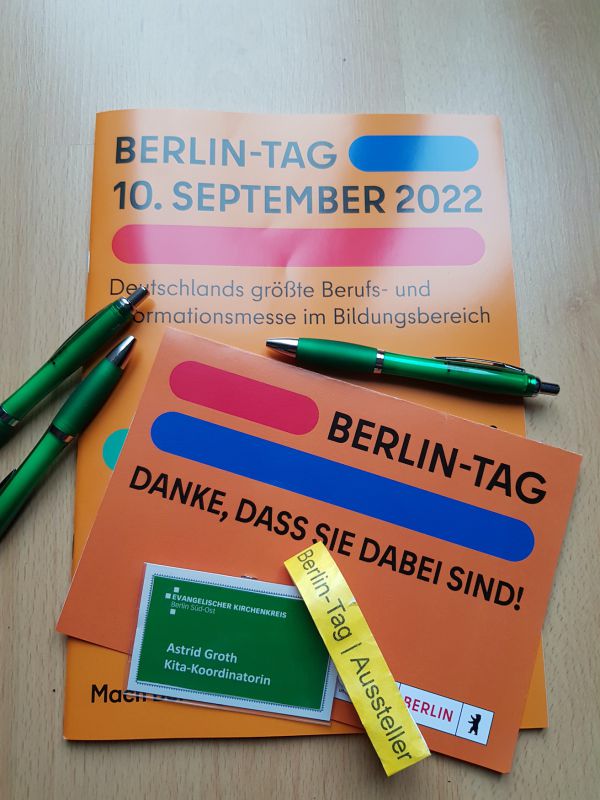 BERLIN-TAG
10. SEPTEMBER 2022
Deutschlands größte Berufs- und
formationsmesse im Bildungsbereich
BERLIN-TAG
DANKE, DASS SIE DABEI SIND!
EVANGELISCHER KIRCHENKREIS
Berlin Süd-Ost
Astrid Groth
Kita-Koordinatorin
Berlin-Tag | Aussteller
Mach
BERLIN